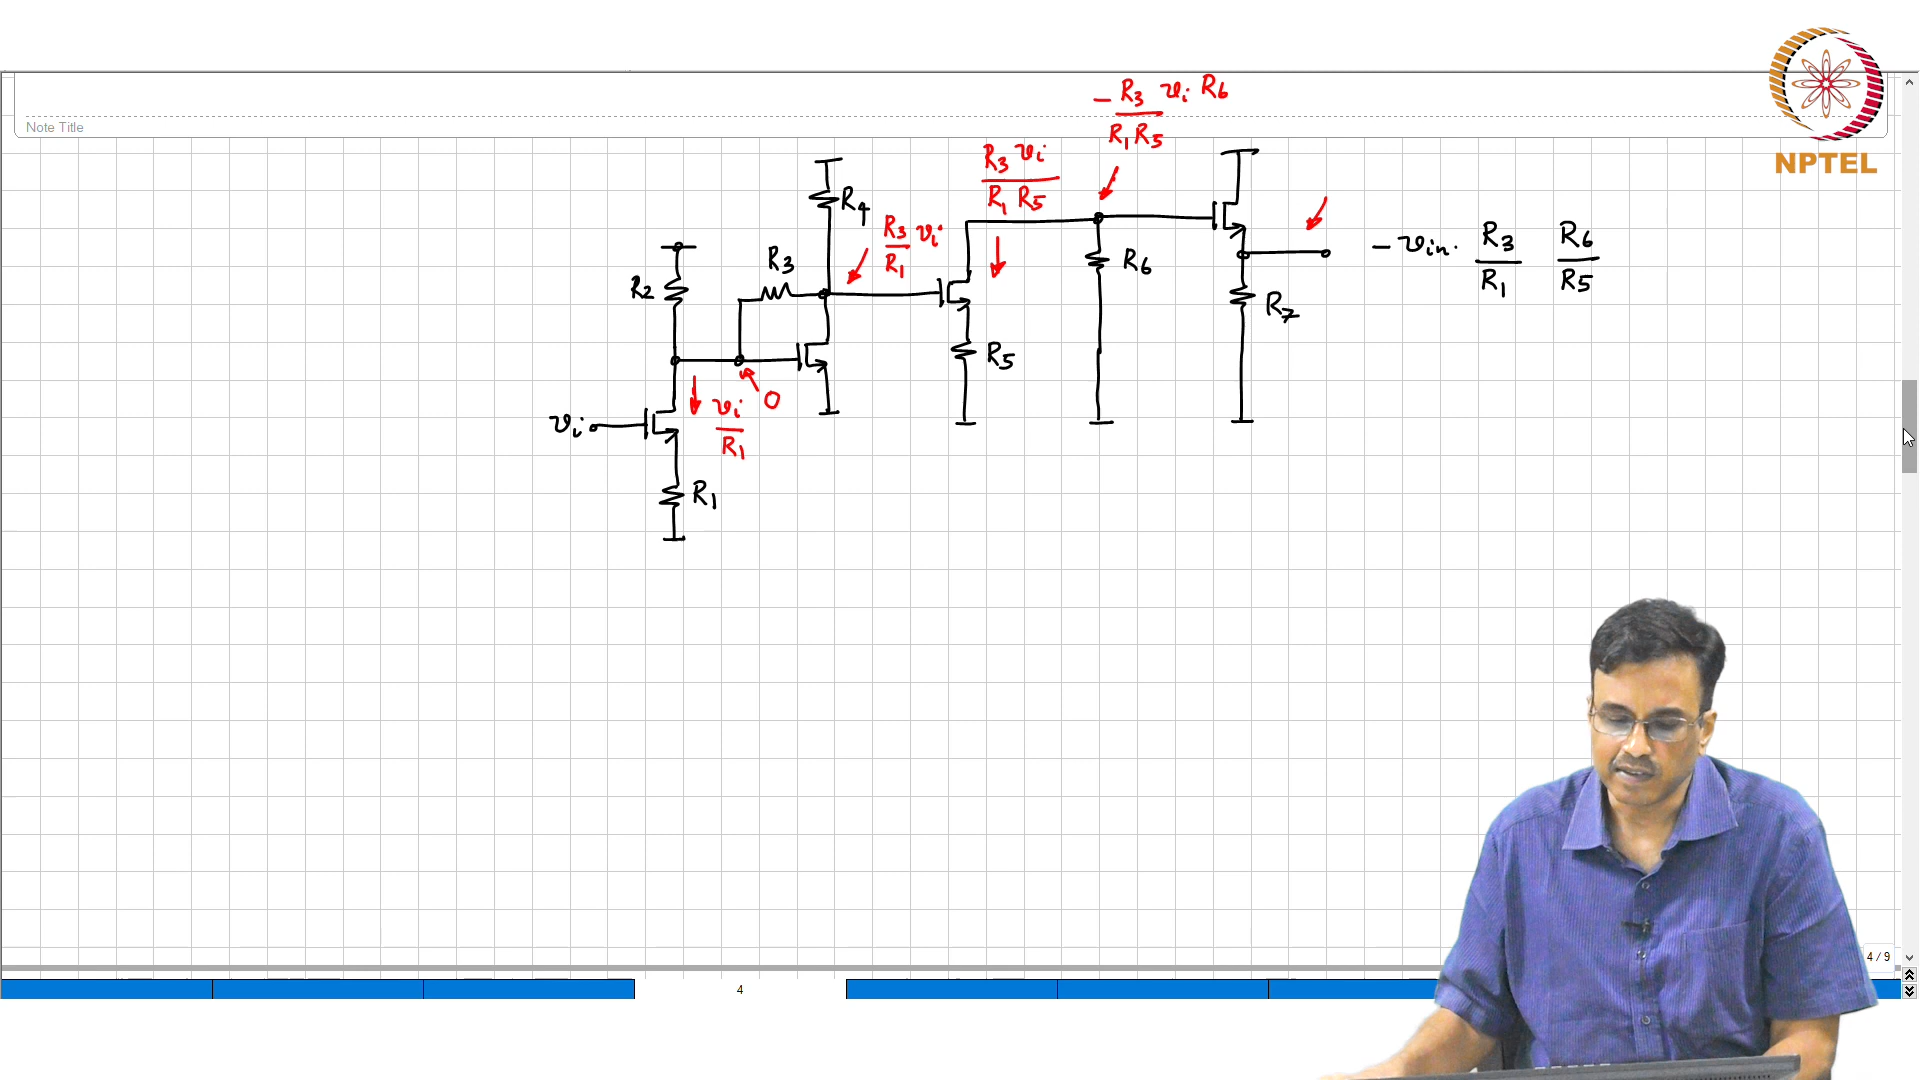 NPTEL
Note Title
- R3 vi R6
R1 R5
R3 vi
R1 R5
R4
R3 vi
R1
R3
R2
R6
- vin . R3 R6
R1 R5
R7
R5
0
vi
vi
R1
R1
4 / 9
4